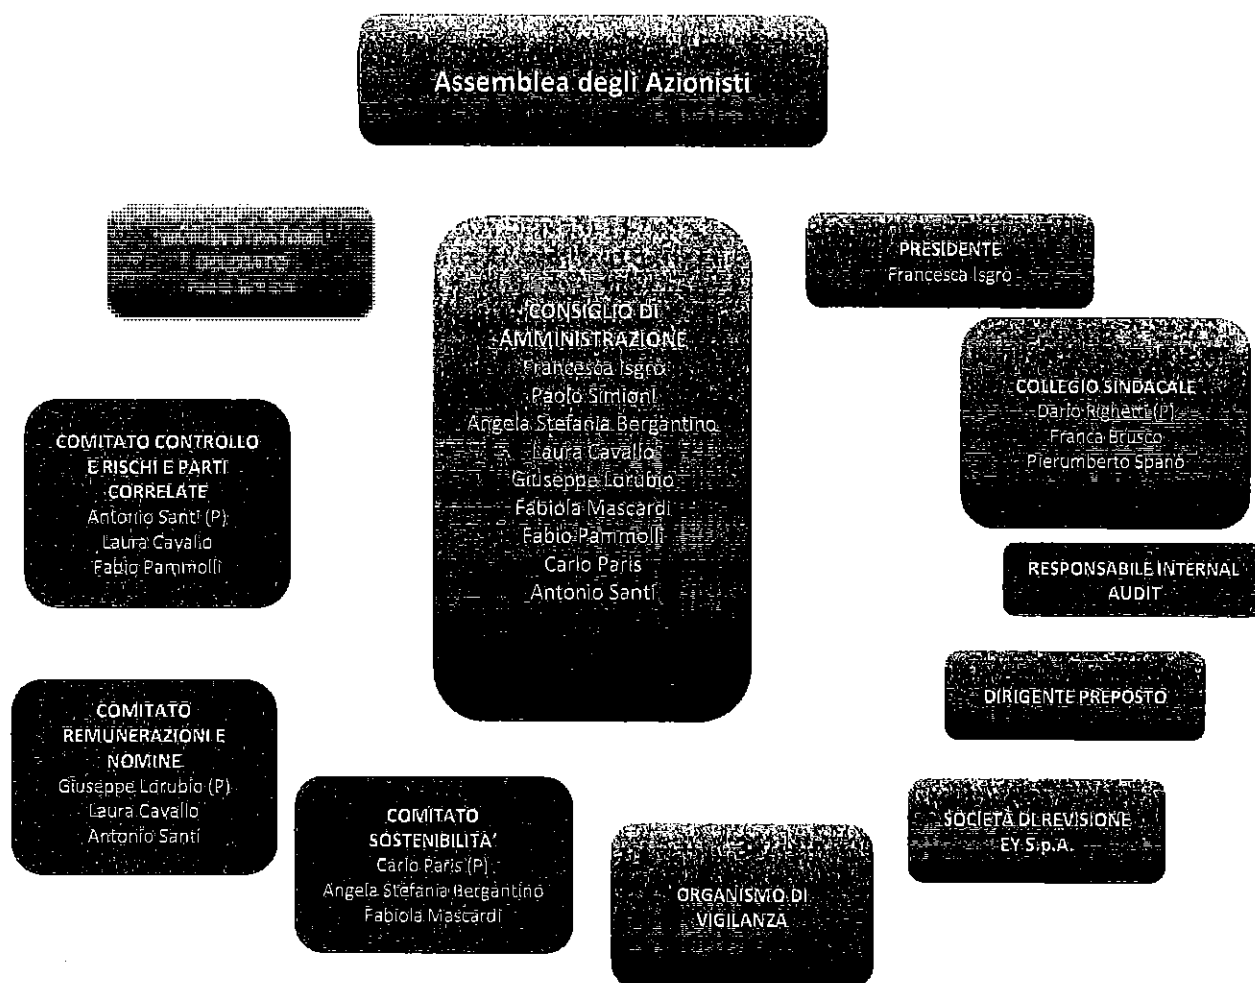 Assemblea degli Azionisti
PRESIDENTE
Francesca Isgrò
CONSIGLIO DI
AMMINISTRAZIONE
Francesca Isgrò
Paolo Simioni
Angela Stefania Bergantino
Laura Cavallo
Giuseppe Lorubio
Fabiola Mascardi
Fabio Pammolli
Carlo Paris
Antonio Santi
COLLEGIO SINDACALE
Dario Righetti (P)
Franca Brusco
Pierumberto Spanò
COMITATO CONTROLLO
E RISCHI E PARTI
CORRELATE
Antonio Santi (P)
Laura Cavallo
Fabio Pammolli
RESPONSABILE INTERNAL
AUDIT
DIRIGENTE PREPOSTO
COMITATO
REMUNERAZIONI E
NOMINE
Giuseppe Lorubio (P)
Laura Cavallo
Antonio Santi
COMITATO
SOSTENIBILITA'
Carlo Paris (P)
Angela Stefania Bergantino
Fabiola Mascardi
SOCIETÀ DI REVISIONE
EY S.p.A.
ORGANISMO DI
VIGILANZA